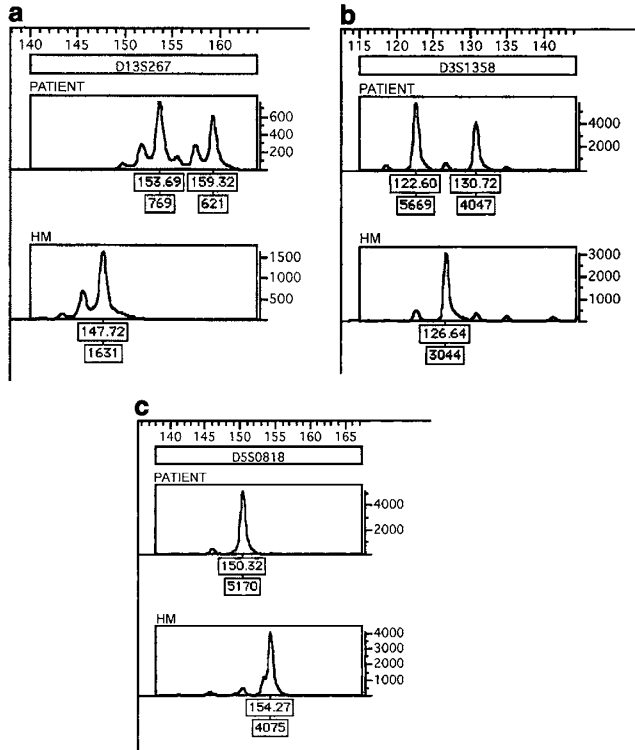 a
140 145 150 155 160
D13S267
PATIENT
600
400
200
153.69 159.32
769 621
HM
1500
1000
500
147.72
1631
b
115 120 125 130 135 140
D3S1358
PATIENT
4000
2000
122.60 130.72
5669 4047
HM
3000
2000
1000
126.64
3044
c
140 145 150 155 160 165
D5S0818
PATIENT
4000
2000
150.32
5170
HM
4000
3000
2000
1000
154.27
4075